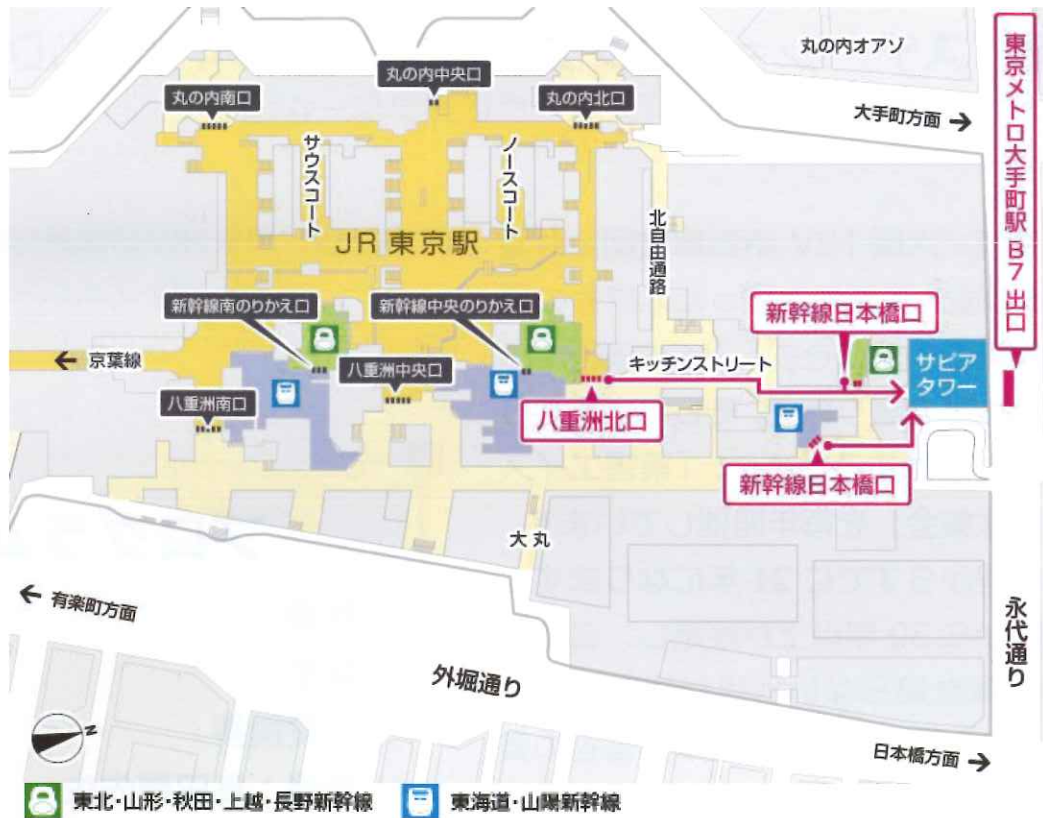 丸の内オアゾ
大手町方面 →
東京メトロ大手町駅 B7 出口
丸の内中央口
丸の内南口
丸の内北口
サウスコート
ノースコート
北自由通路
JR 東京駅
新幹線南のりかえ口
新幹線中央のりかえ口
新幹線日本橋口
← 京葉線
八重洲中央口
キッチンストリート
サピア
タワー
八重洲南口
八重洲北口
新幹線日本橋口
大丸
← 有楽町方面
外堀通り
永代通り
日本橋方面 →
N
東北・山形・秋田・上越・長野新幹線
東海道・山陽新幹線